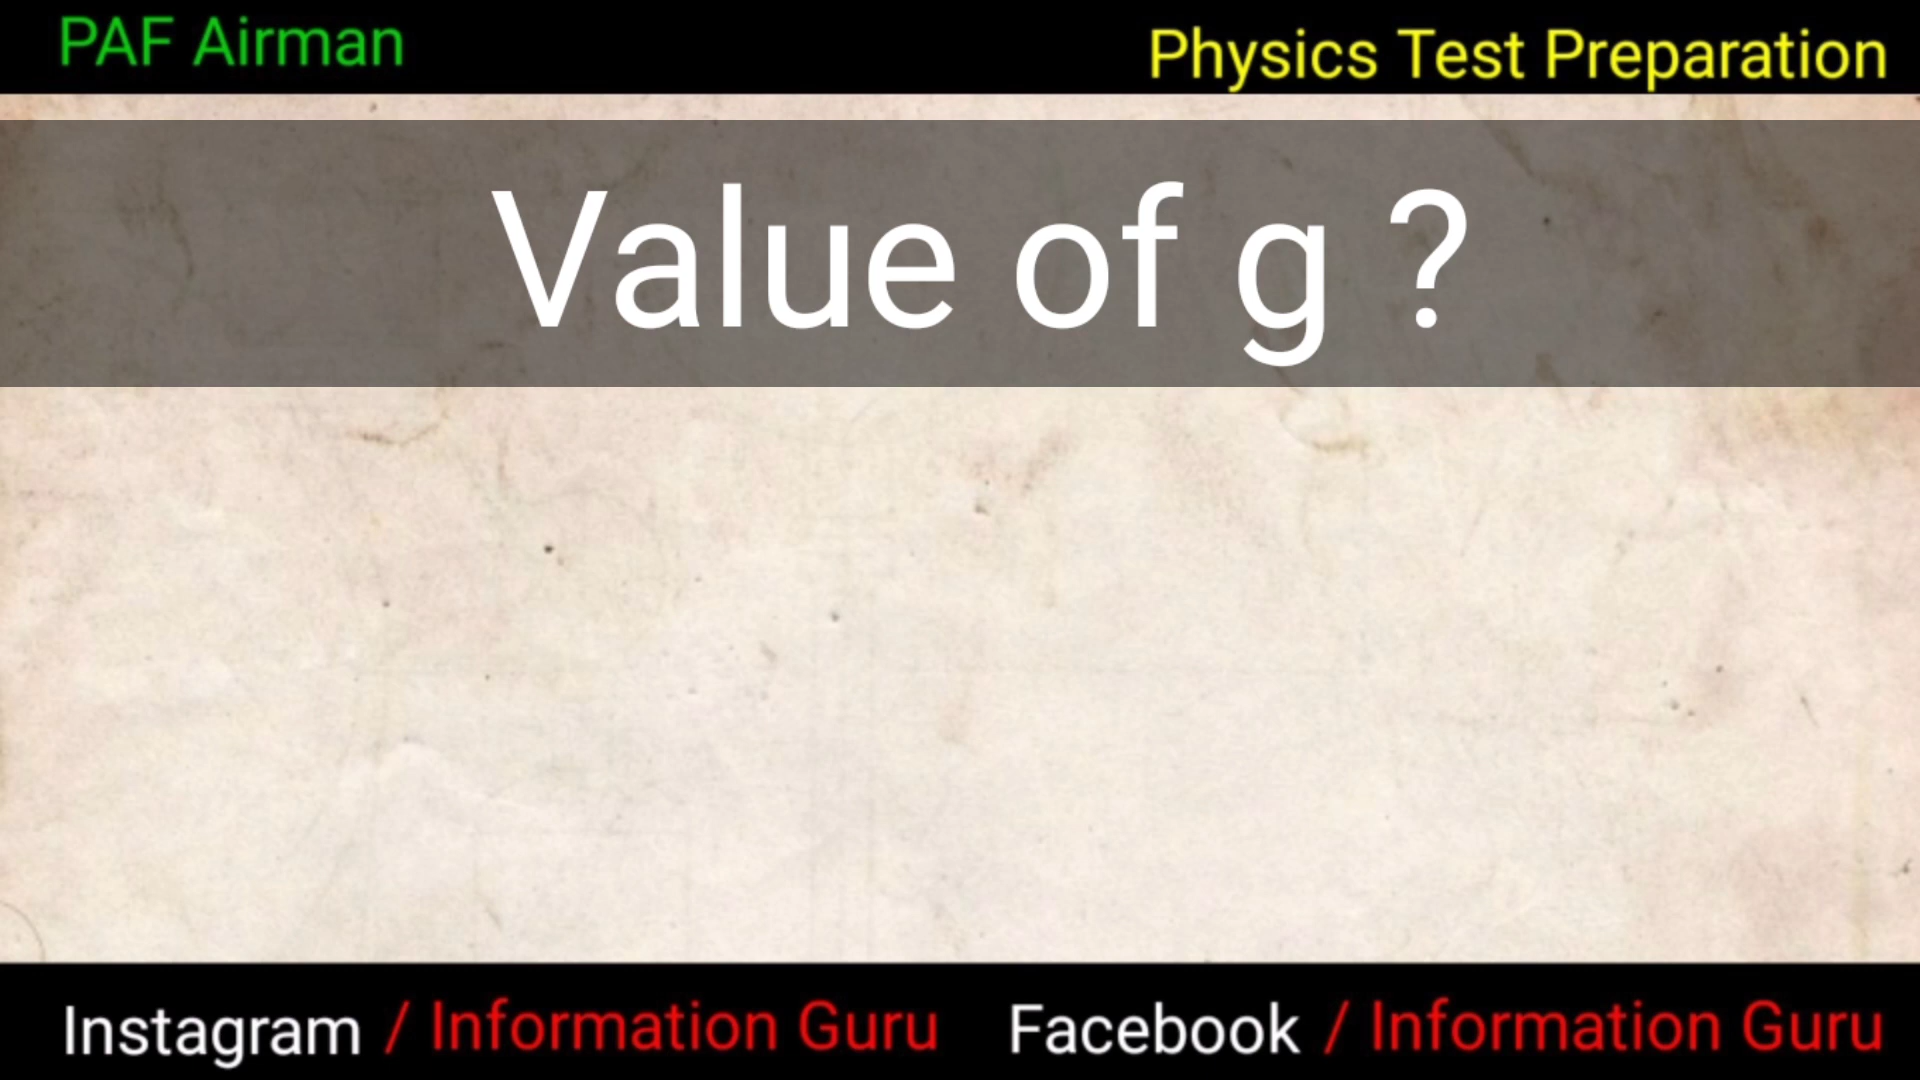 PAF Airman
Physics Test Preparation
Value of g ?
Instagram / Information Guru
Facebook / Information Guru